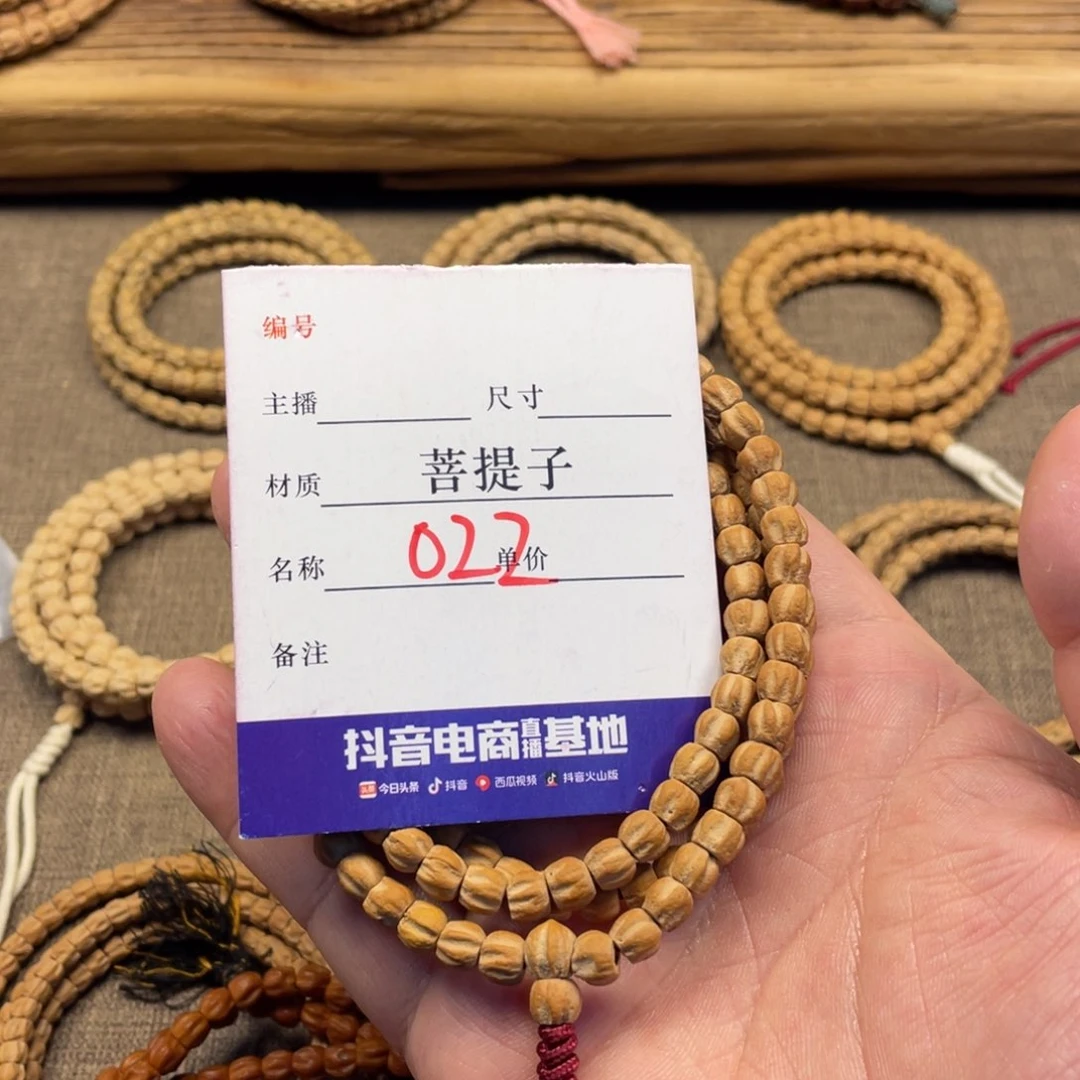 编号
主播 尺寸
材质 菩提子
名称 022 单价
备注
抖音电商直播基地
今日头条 抖音 西瓜视频 抖音火山版